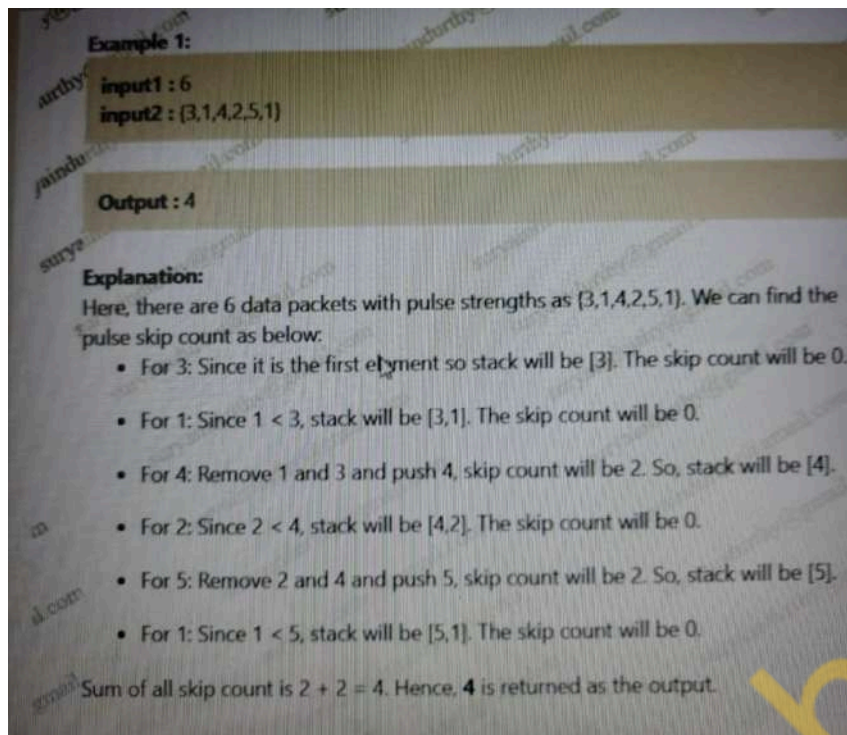 Example 1:
input1 : 6
input2 : {3,1,4,2,5,1}
Output : 4
Explanation:
Here, there are 6 data packets with pulse strengths as {3,1,4,2,5,1}. We can find the
pulse skip count as below:
• For 3: Since it is the first element so stack will be [3]. The skip count will be 0.
• For 1: Since 1 < 3, stack will be [3,1]. The skip count will be 0.
• For 4: Remove 1 and 3 and push 4, skip count will be 2. So, stack will be [4].
• For 2: Since 2 < 4, stack will be [4,2]. The skip count will be 0.
• For 5: Remove 2 and 4 and push 5, skip count will be 2. So, stack will be [5].
• For 1: Since 1 < 5, stack will be [5,1]. The skip count will be 0.
Sum of all skip count is 2 + 2 = 4. Hence, 4 is returned as the output.